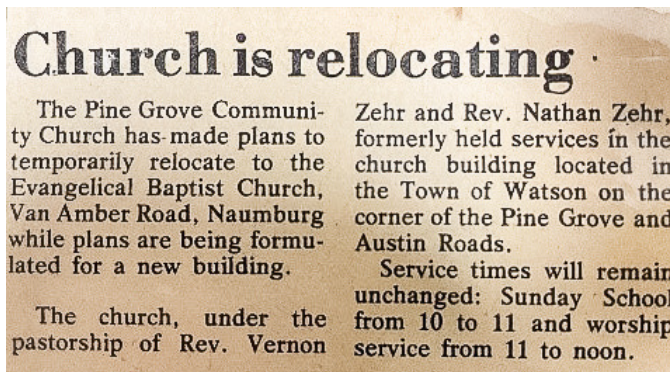 Church is relocating
The Pine Grove Communi-
ty Church has made plans to
temporarily relocate to the
Evangelical Baptist Church,
Van Amber Road, Naumburg
while plans are being formu-
lated for a new building.
The church, under the
pastorship of Rev. Vernon
Zehr and Rev. Nathan Zehr,
formerly held services in the
church building located in
the Town of Watson on the
corner of the Pine Grove and
Austin Roads.
Service times will remain
unchanged: Sunday School
from 10 to 11 and worship
service from 11 to noon.